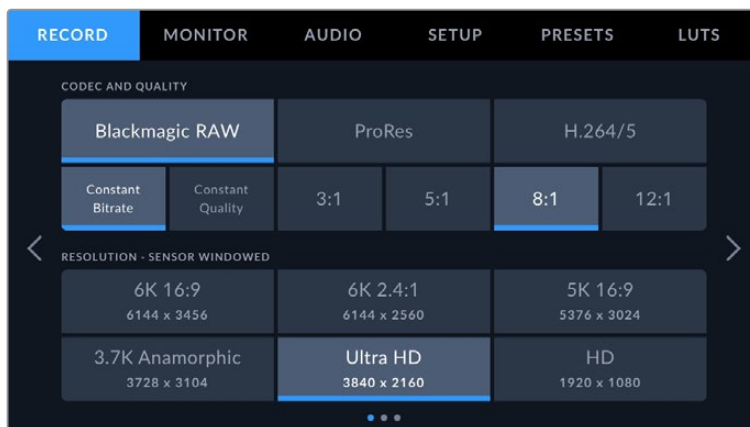 RECORD MONITOR AUDIO SETUP PRESETS LUTS
CODEC AND QUALITY
Blackmagic RAW ProRes H.264/5
Constant Bitrate Constant Quality 3:1 5:1 8:1 12:1
RESOLUTION - SENSOR WINDOWED
6K 16:9 6K 2.4:1 5K 16:9
6144 x 3456 6144 x 2560 5376 x 3024
3.7K Anamorphic Ultra HD HD
3728 x 3104 3840 x 2160 1920 x 1080